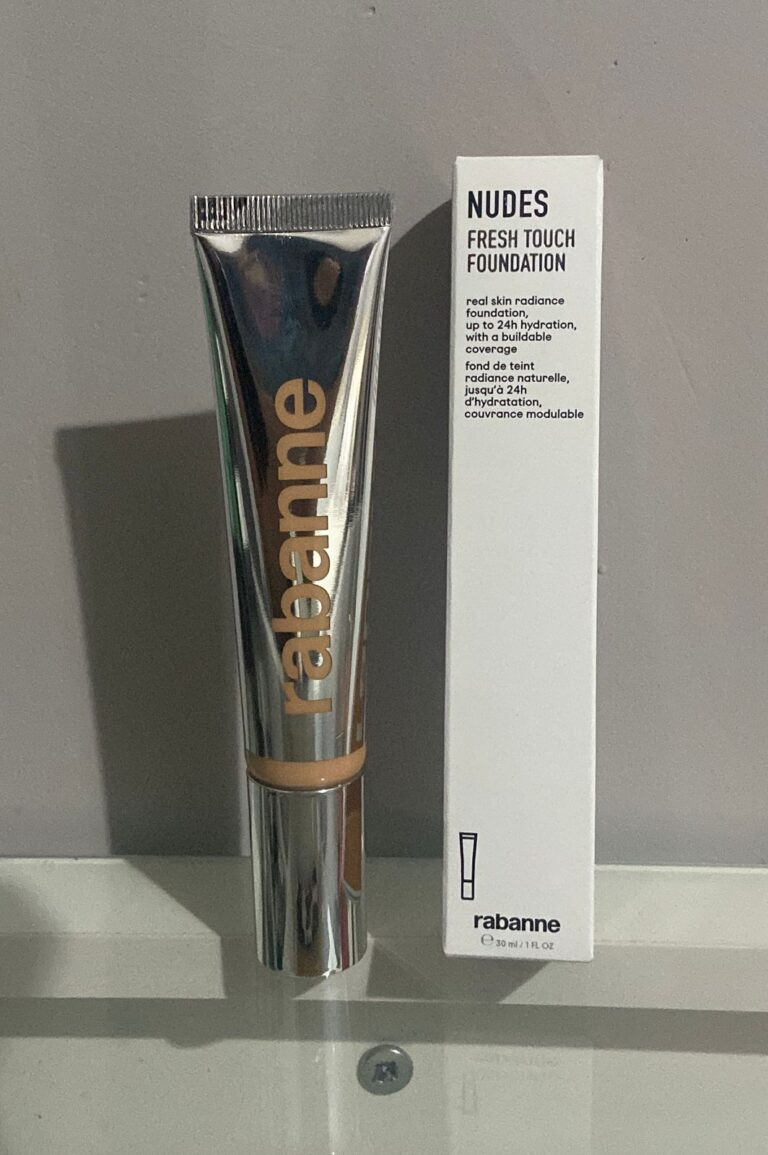 rabanne
NUDES
FRESH TOUCH
FOUNDATION
real skin radiance
foundation,
up to 24h hydration,
with a buildable
coverage
fond de teint
radiance naturelle,
jusqu'à 24h
d'hydratation,
couvrance modulable
rabanne
℮ 30 ml / 1 FL OZ